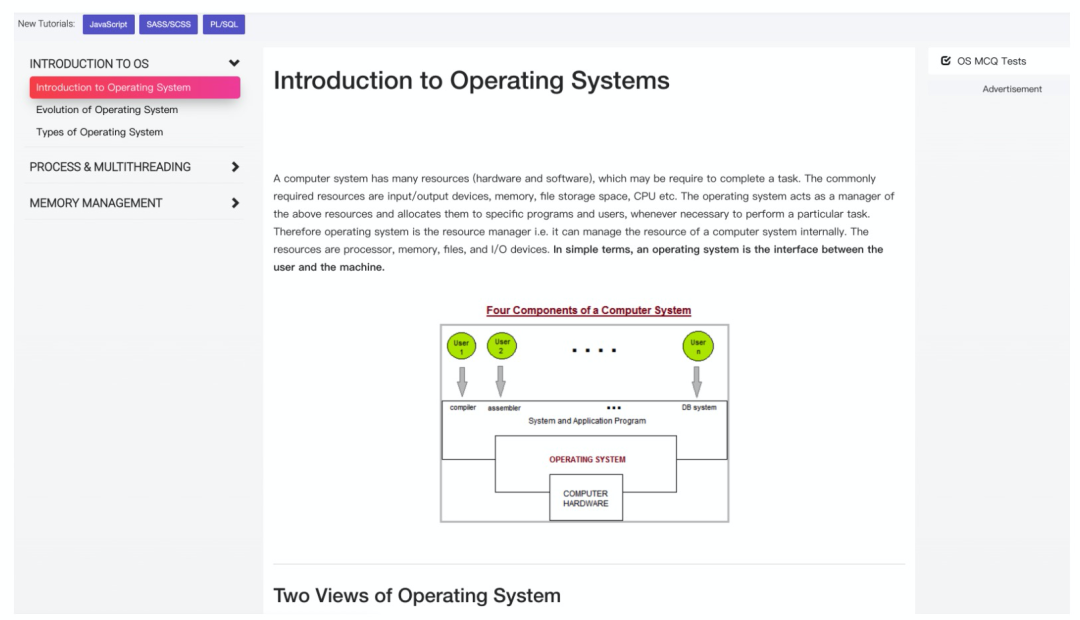 New Tutorials:
JavaScript
SASS/SCSS
PL/SQL
INTRODUCTION TO OS
Introduction to Operating System
Evolution of Operating System
Types of Operating System
PROCESS & MULTITHREADING
MEMORY MANAGEMENT
Introduction to Operating Systems
A computer system has many resources (hardware and software), which may be require to complete a task. The commonly
required resources are input/output devices, memory, file storage space, CPU etc. The operating system acts as a manager of
the above resources and allocates them to specific programs and users, whenever necessary to perform a particular task.
Therefore operating system is the resource manager i.e. it can manage the resource of a computer system internally. The
resources are processor, memory, files, and I/O devices. In simple terms, an operating system is the interface between the
user and the machine.
Four Components of a Computer System
User
1
User
2
. . . .
User
n
compiler
assembler
...
DB system
System and Application Program
OPERATING SYSTEM
COMPUTER
HARDWARE
Two Views of Operating System
OS MCQ Tests
Advertisement